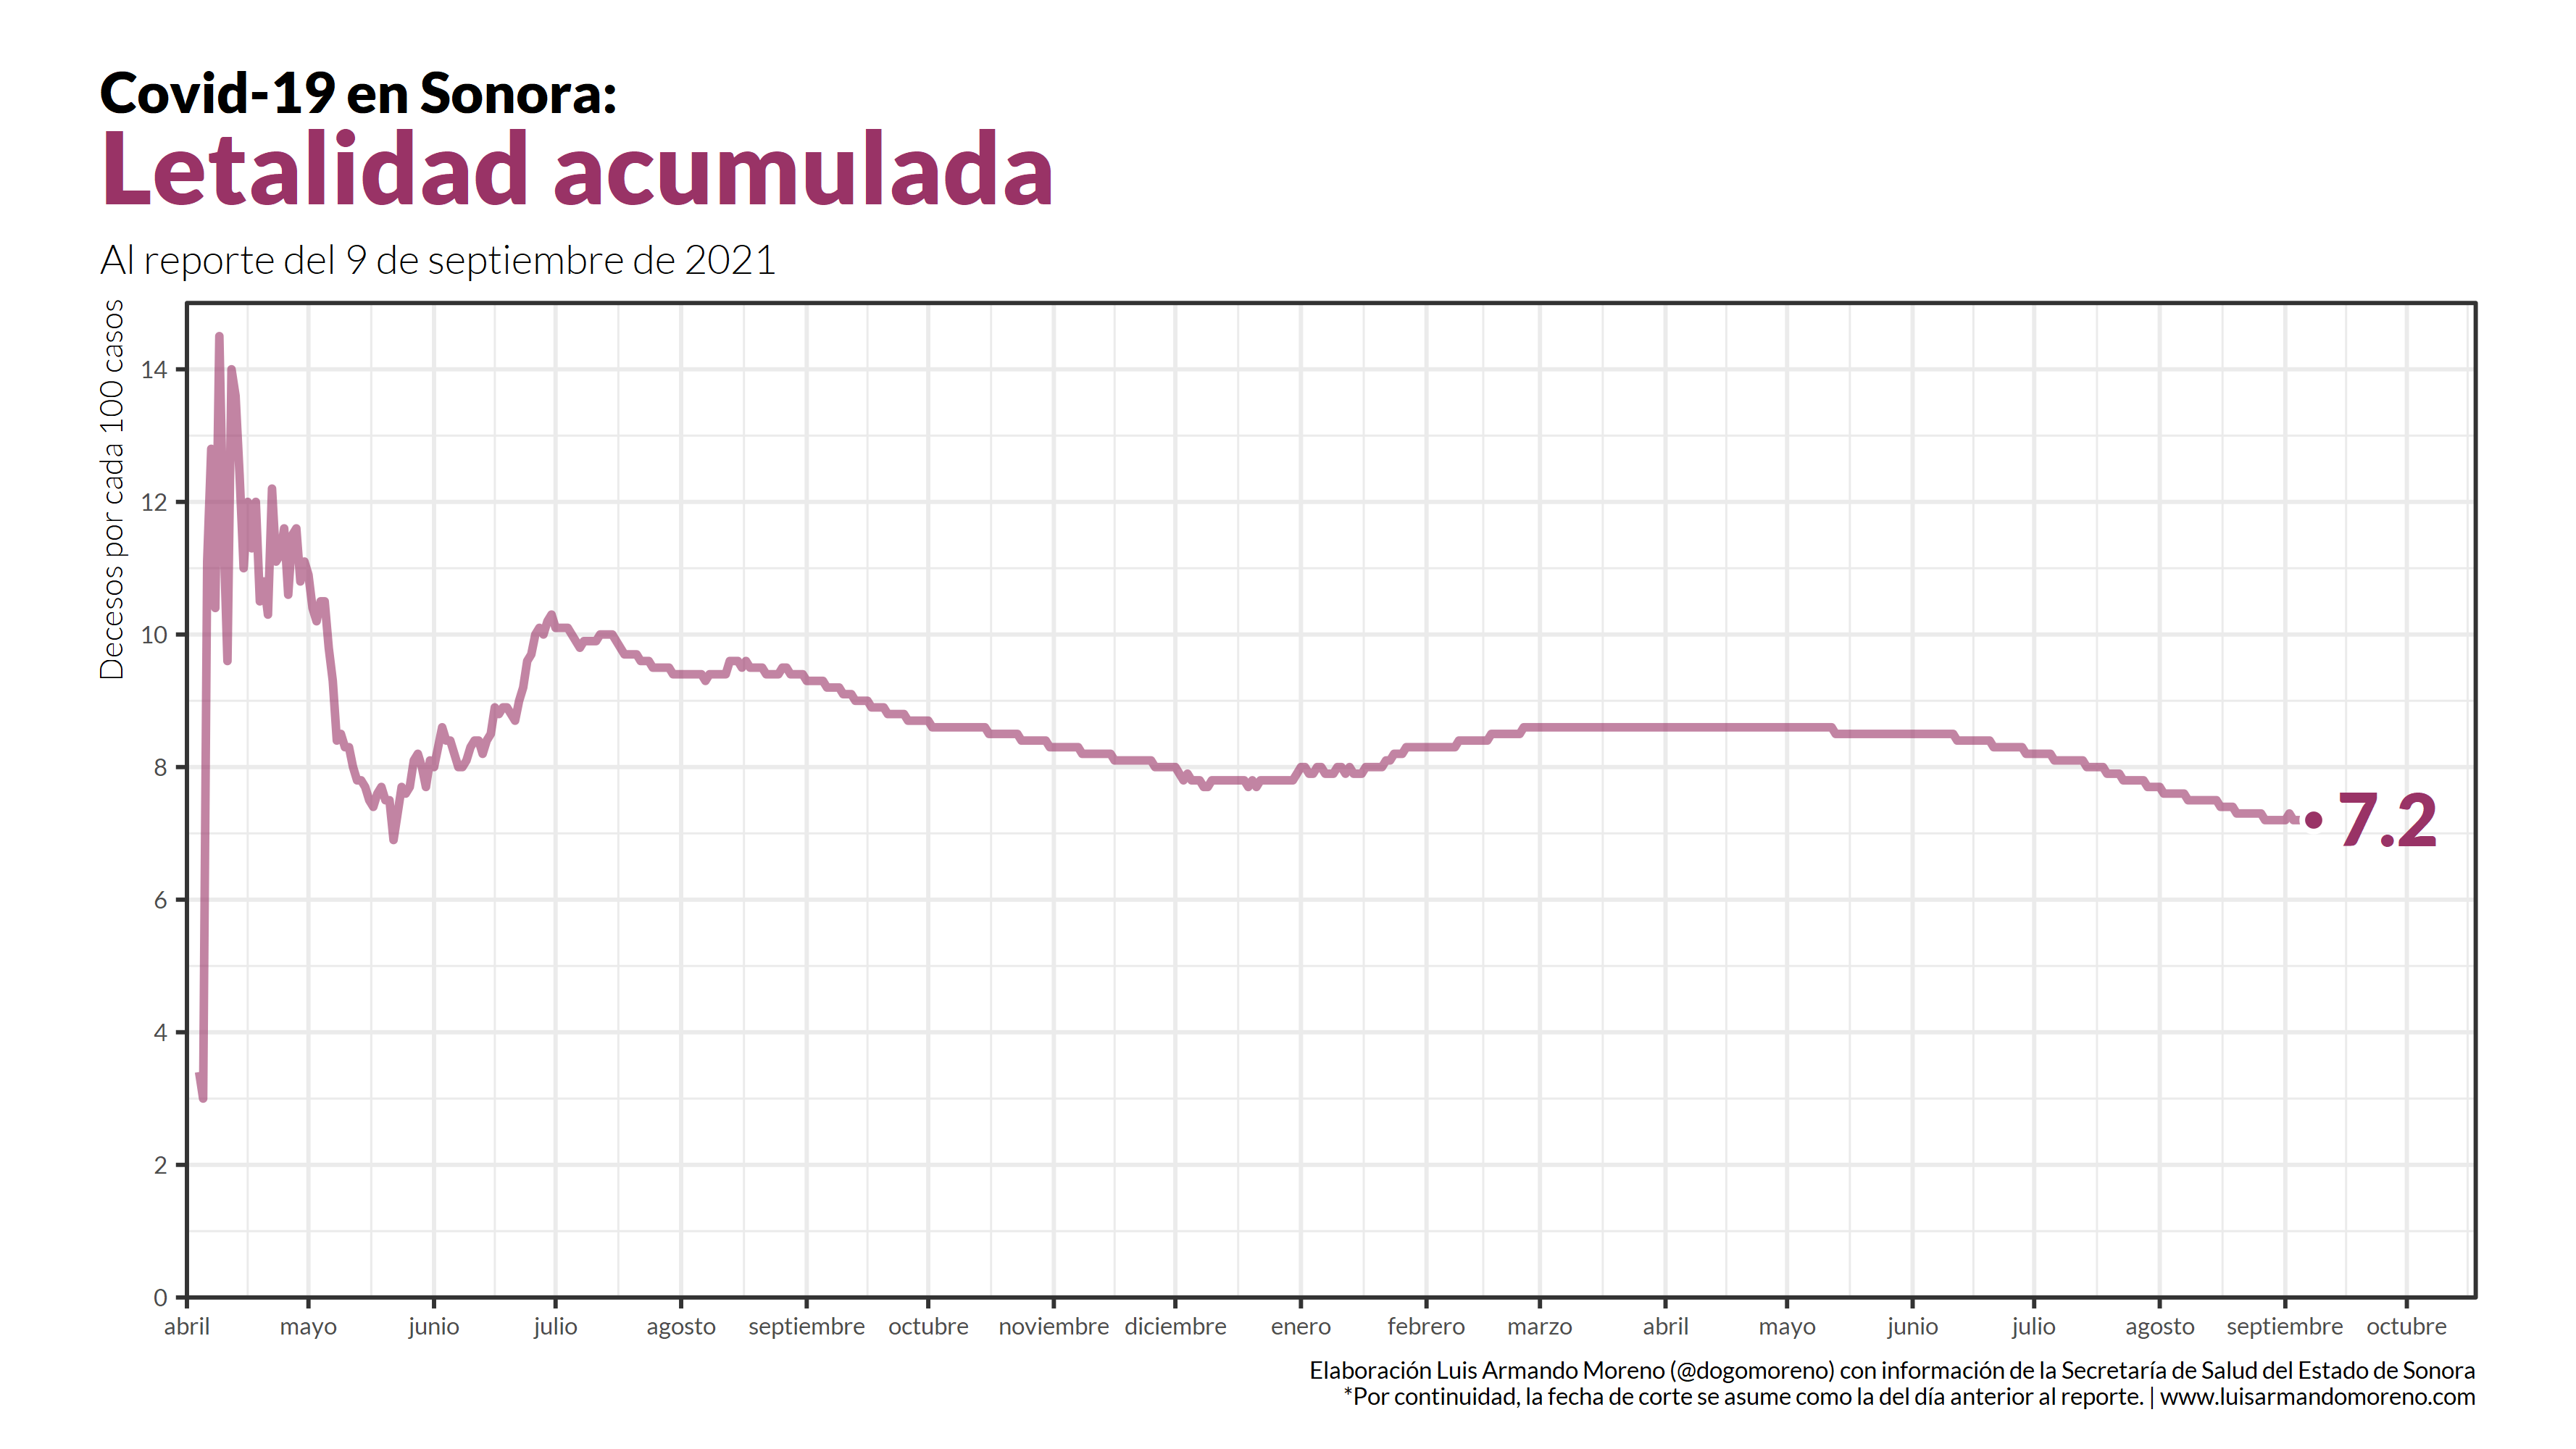 Covid-19 en Sonora:
Letalidad acumulada
Al reporte del 9 de septiembre de 2021
Decesos por cada 100 casos
14
12
10
8
6
4
2
0
7.2
abril mayo junio julio agosto septiembre octubre noviembre diciembre enero febrero marzo abril mayo junio julio agosto septiembre octubre
Elaboración Luis Armando Moreno (@dogomoreno) con información de la Secretaría de Salud del Estado de Sonora
*Por continuidad, la fecha de corte se asume como la del día anterior al reporte. | www.luisarmandomoreno.com